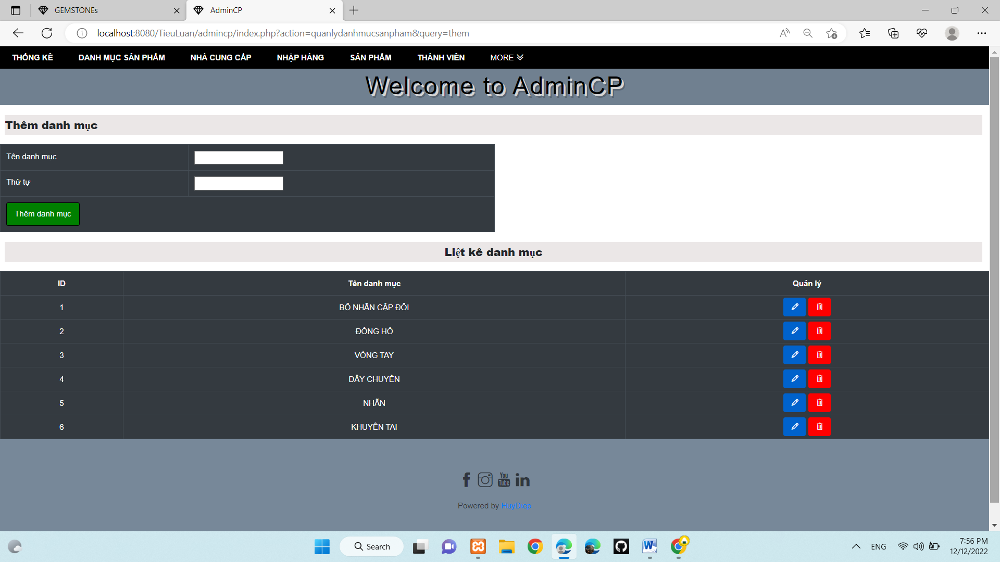 GEMSTONEs
AdminCP
localhost:8080/TieuLuan/admincp/index.php?action=quanlydanhmucsanpham&query=them
THỐNG KÊ DANH MỤC SẢN PHẨM NHÀ CUNG CẤP NHẬP HÀNG SẢN PHẨM THÀNH VIÊN MORE
Welcome to AdminCP
Thêm danh mục
Tên danh mục
Thứ tự
Thêm danh mục
Liệt kê danh mục
ID Tên danh mục Quản lý
1 BỘ NHẪN CẶP ĐÔI
2 ĐỒNG HỒ
3 VÒNG TAY
4 DÂY CHUYỀN
5 NHẪN
6 KHUYÊN TAI
You
Tube
Powered by HuyDiep
Search
ENG
7:56 PM
12/12/2022